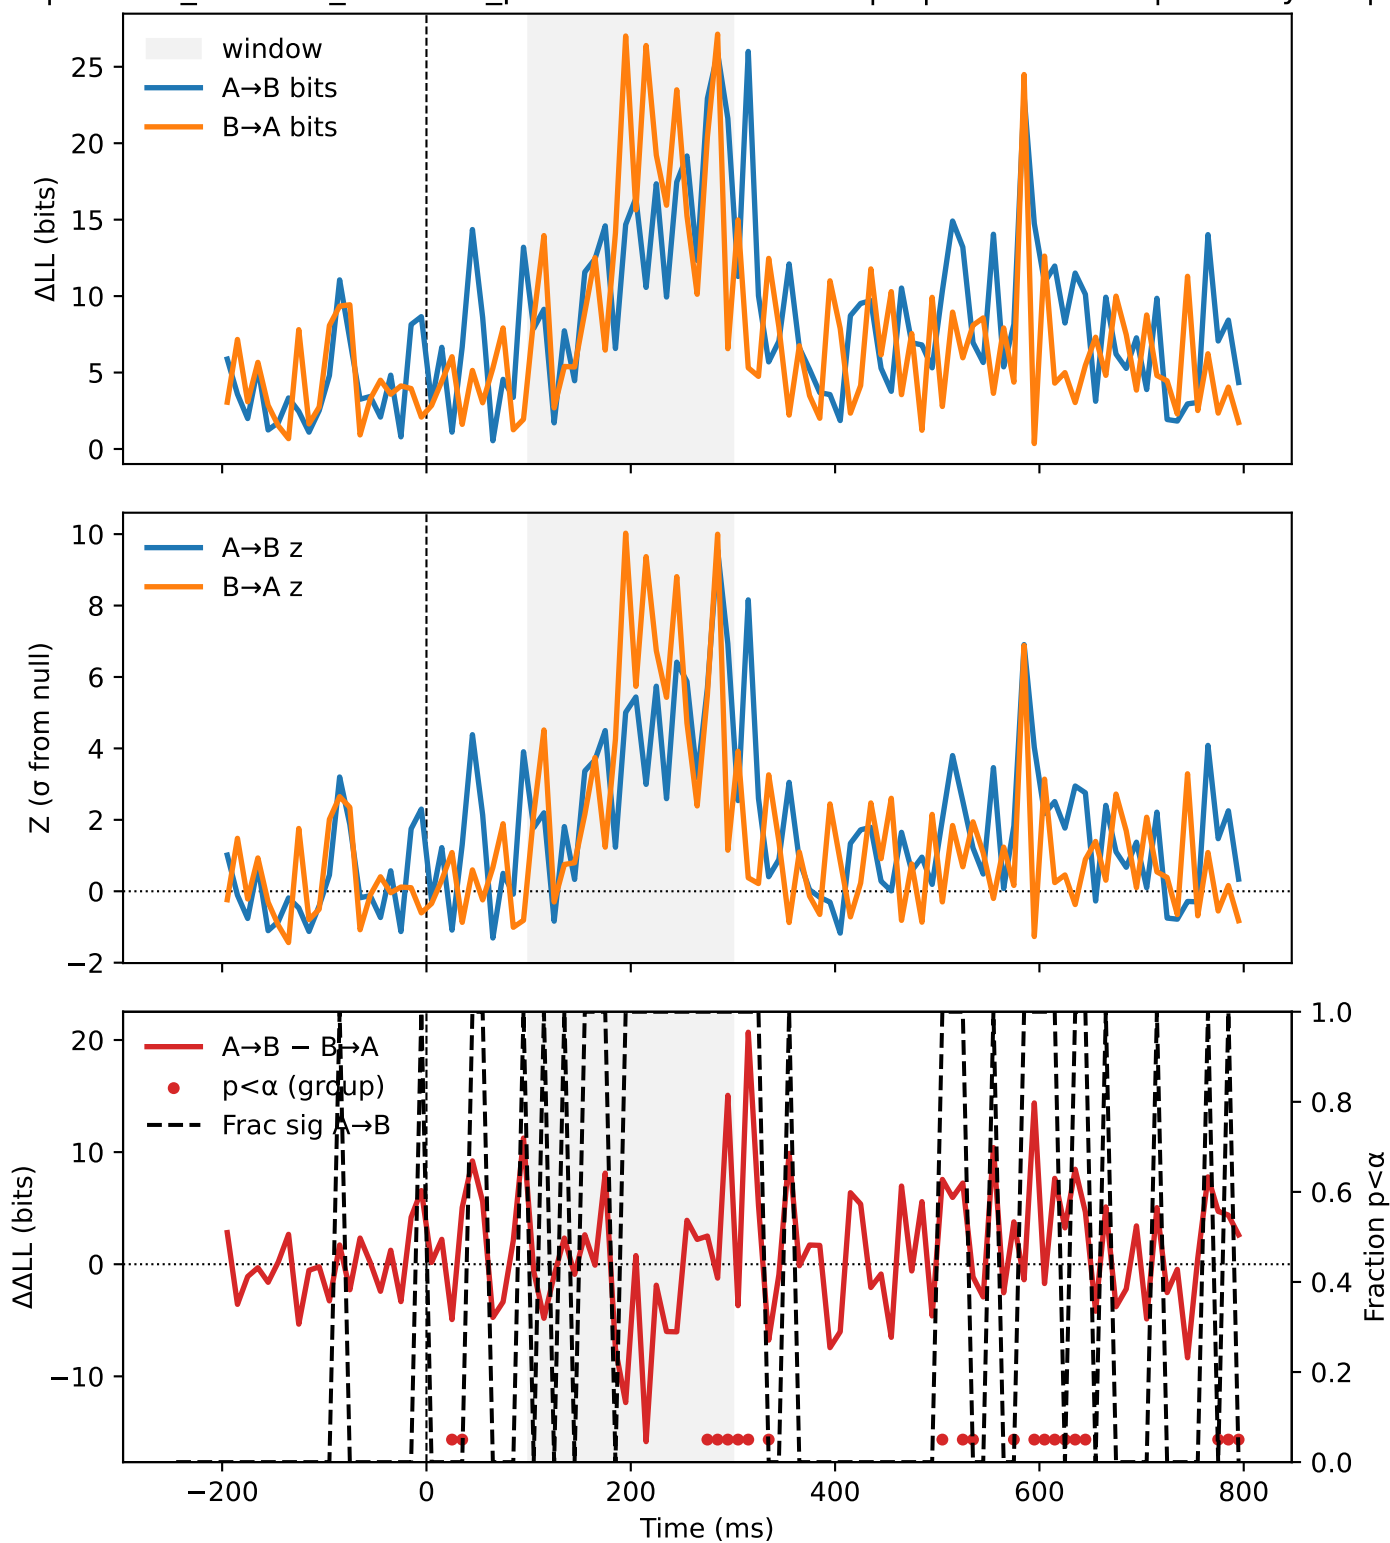 window
A→B bits
B→A bits
25
20
15
10
5
0
ΔLL (bits)
A→B z
B→A z
10
8
6
4
2
0
−2
Z (σ from null)
A→B − B→A
p<α (group)
Frac sig A→B
20
10
0
−10
ΔΔLL (bits)
1.0
0.8
0.6
0.4
0.2
0.0
Fraction p<α
−200
0
200
400
600
800
Time (ms)